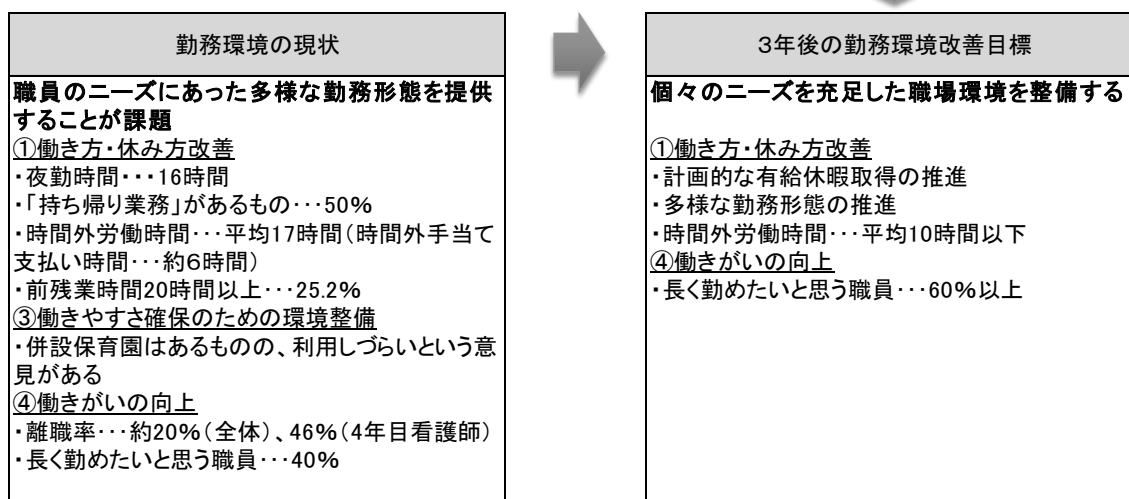 勤務環境の現状
職員のニーズにあった多様な勤務形態を提供
することが課題
①働き方・休み方改善
・夜勤時間・・・16時間
・「持ち帰り業務」があるもの・・・50%
・時間外労働時間・・・平均17時間（時間外手当て
支払い時間・・・約６時間）
・前残業時間20時間以上・・・25.2%
③働きやすさ確保のための環境整備
・併設保育園はあるものの、利用しづらいという意
見がある
④働きがいの向上
・離職率・・・約20%（全体）、46%（4年目看護師）
・長く勤めたいと思う職員・・・40%
３年後の勤務環境改善目標
個々のニーズを充足した職場環境を整備する
①働き方・休み方改善
・計画的な有給休暇取得の推進
・多様な勤務形態の推進
・時間外労働時間・・・平均10時間以下
④働きがいの向上
・長く勤めたいと思う職員・・・60%以上